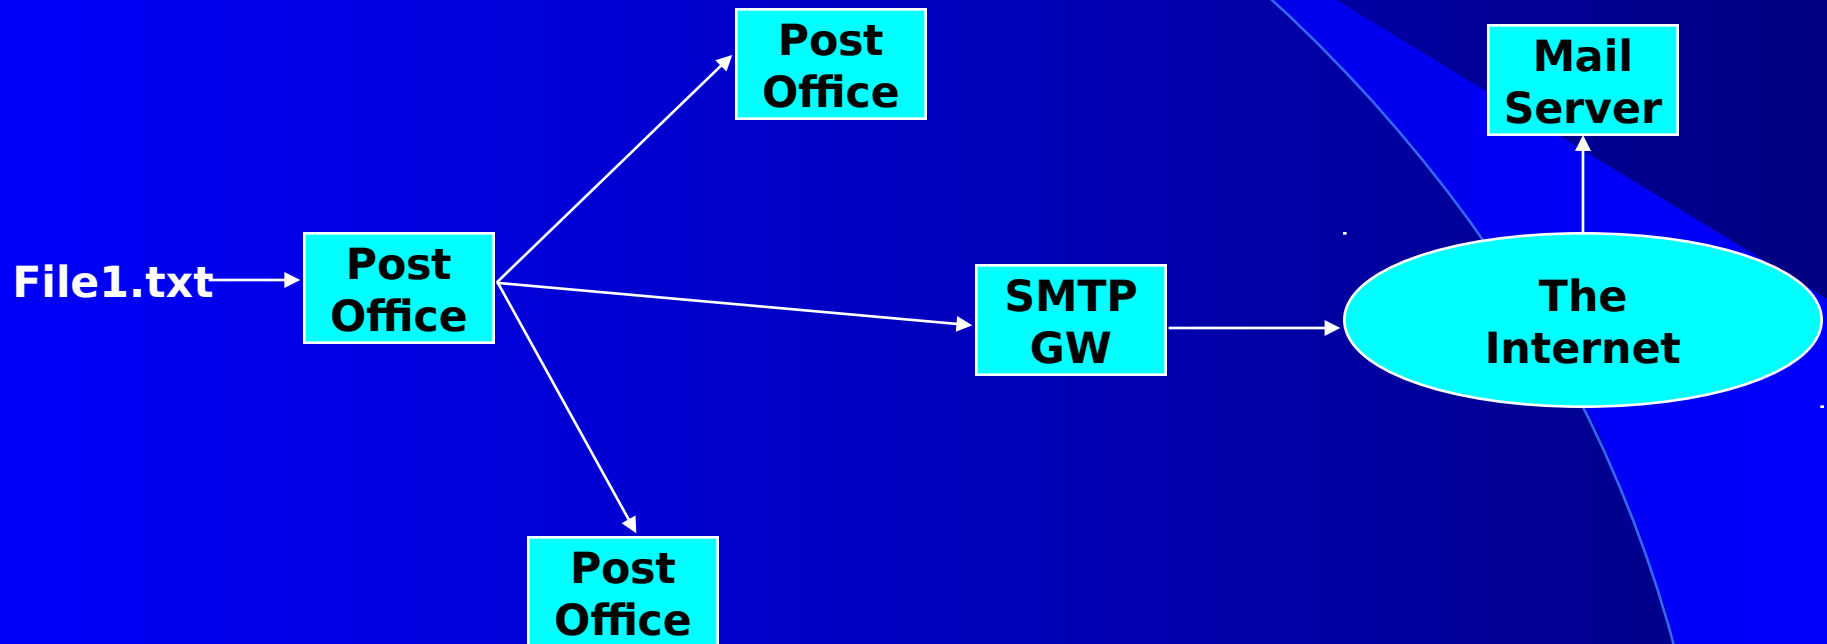 Post
Office
Mail
Server
File1.txt
Post
Office
SMTP
GW
The
Internet
Post
Office